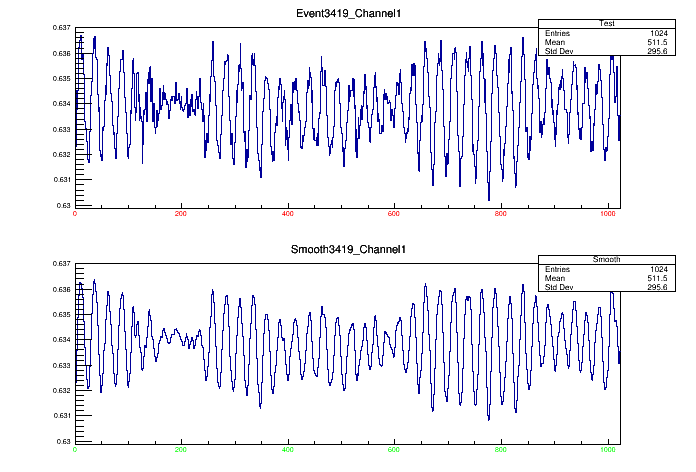 Event3419_Channel1
Test
Entries 1024
Mean 511.5
Std Dev 295.6
0.637
0.636
0.635
0.634
0.633
0.632
0.631
0.63
0 200 400 600 800 1000
Smooth3419_Channel1
Smooth
Entries 1024
Mean 511.5
Std Dev 295.6
0.637
0.636
0.635
0.634
0.633
0.632
0.631
0.63
0 200 400 600 800 1000